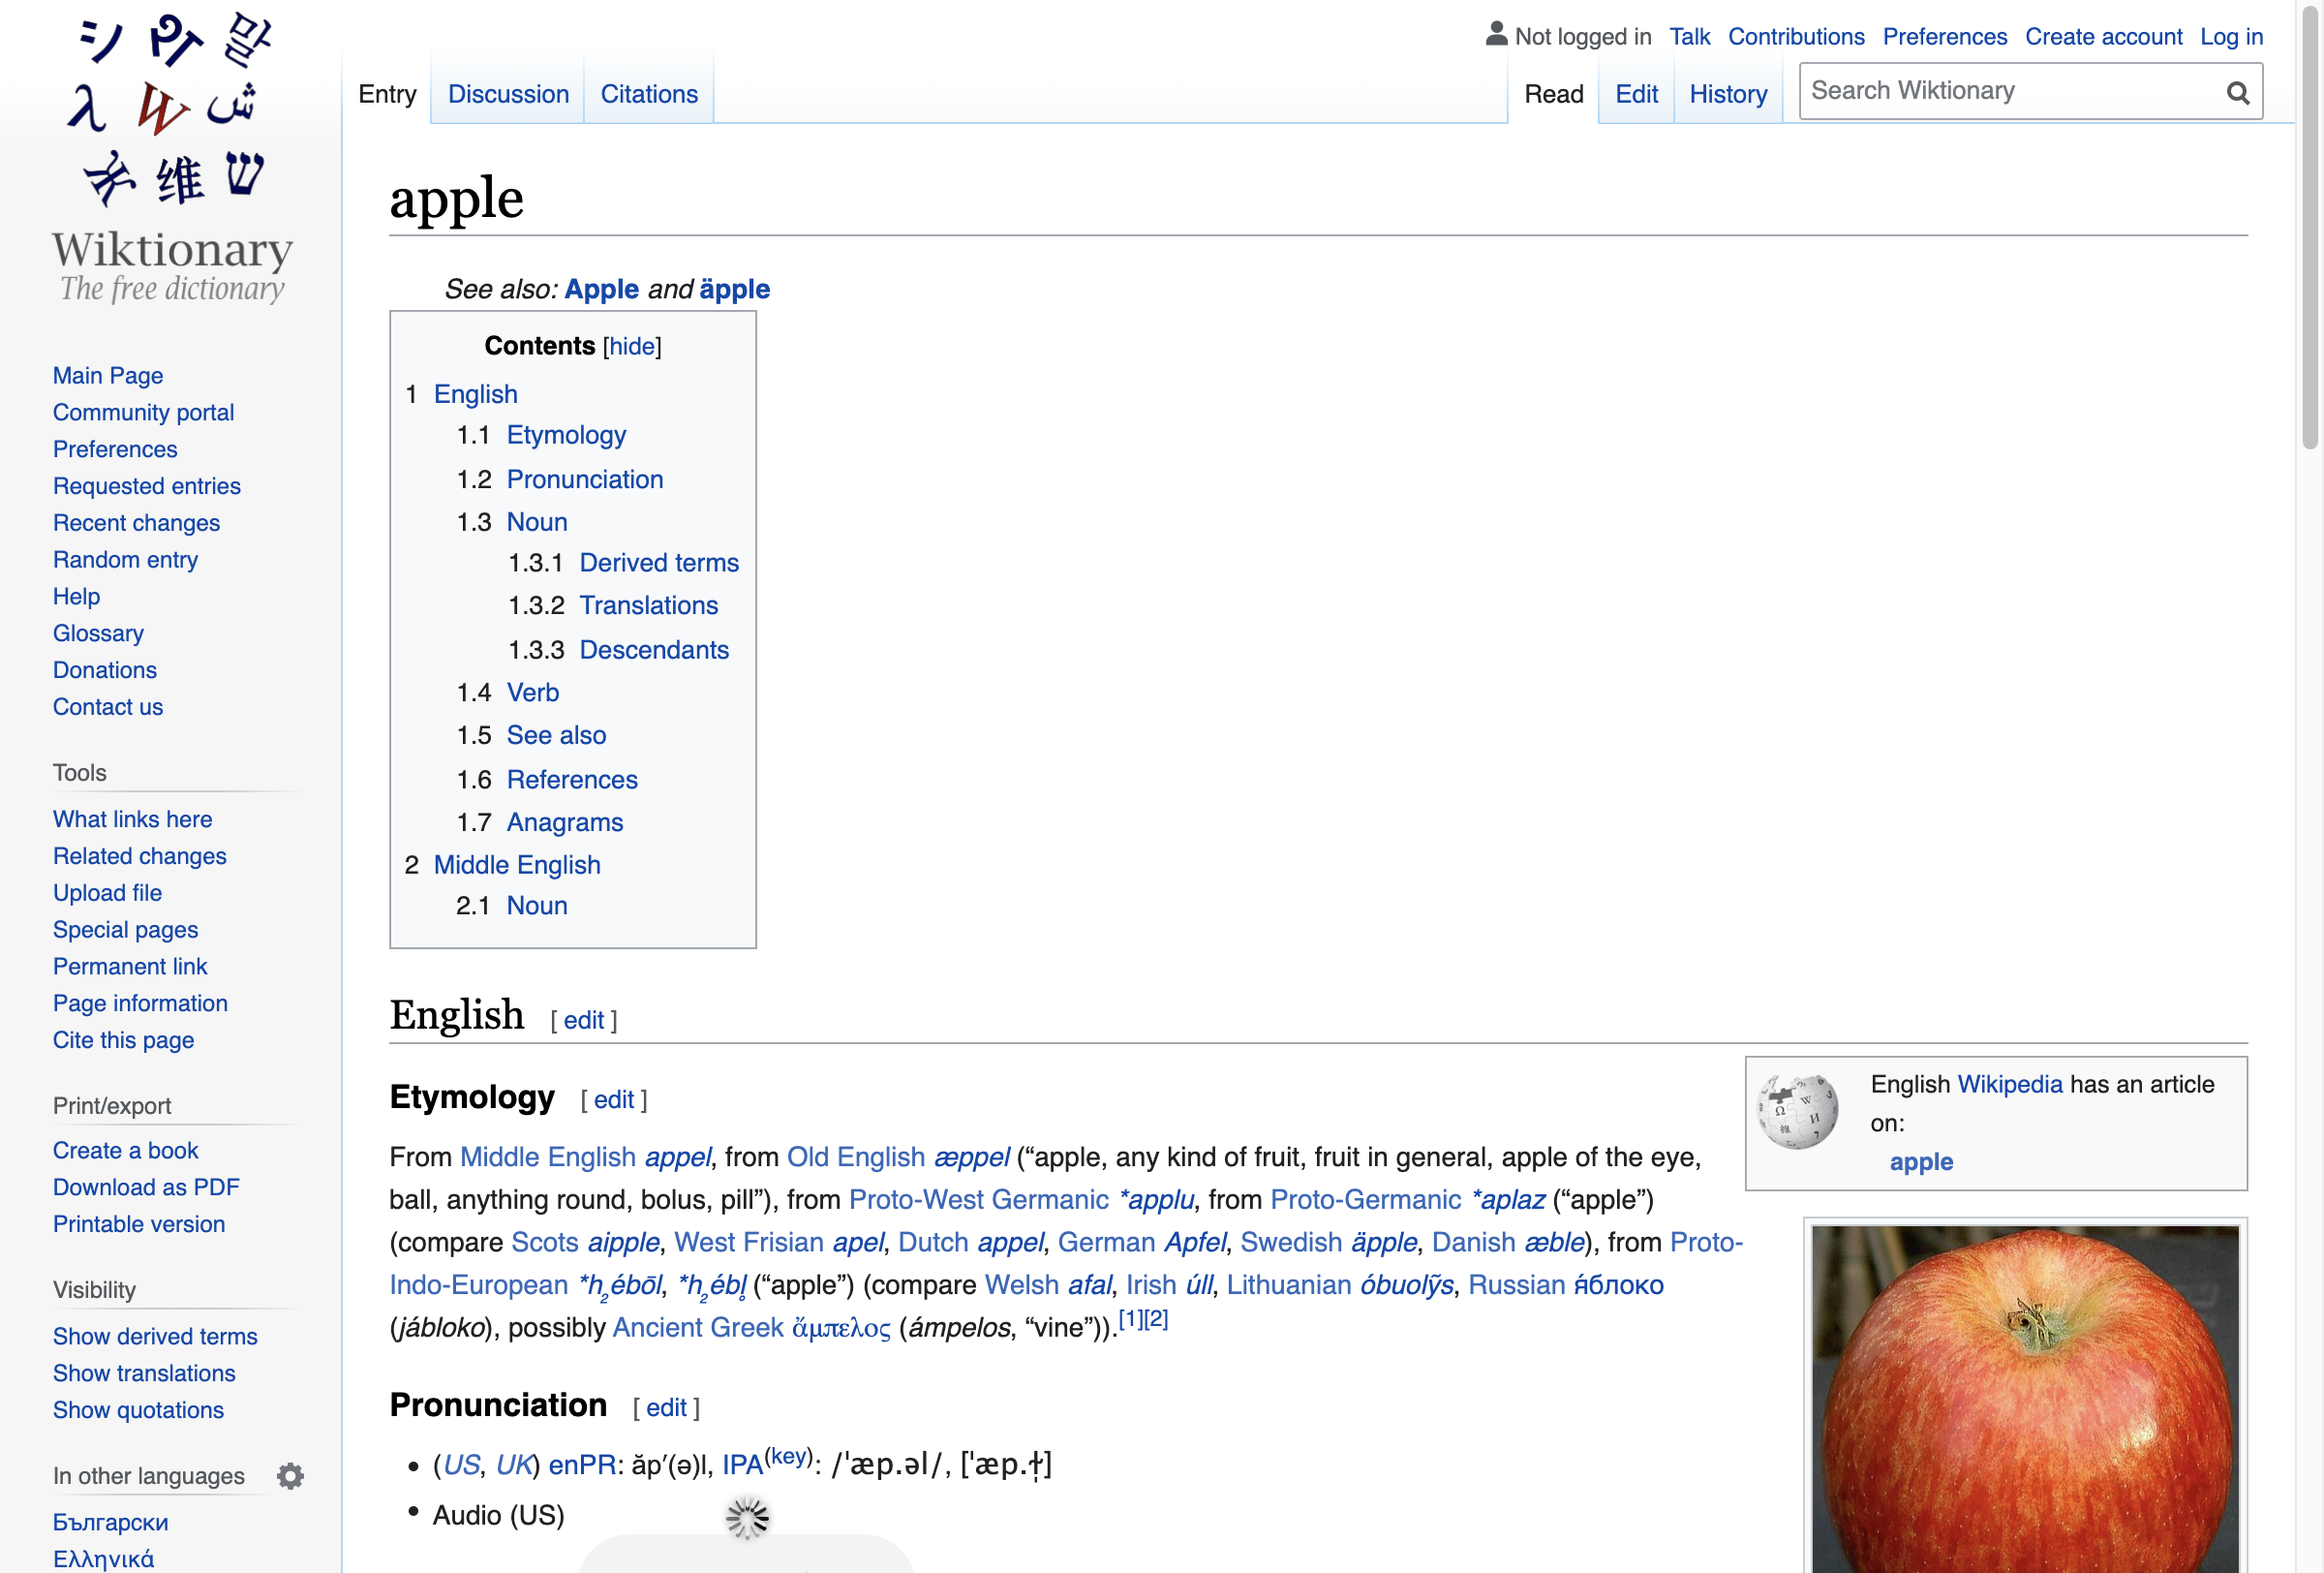 シ एा 말
λ W ش
维 ש
Wiktionary
The free dictionary
Main Page
Community portal
Preferences
Requested entries
Recent changes
Random entry
Help
Glossary
Donations
Contact us
Tools
What links here
Related changes
Upload file
Special pages
Permanent link
Page information
Cite this page
Print/export
Create a book
Download as PDF
Printable version
Visibility
Show derived terms
Show translations
Show quotations
In other languages
Български
Ελληνικά
Not logged in Talk Contributions Preferences Create account Log in
Entry Discussion Citations Read Edit History Search Wiktionary
apple
See also: Apple and äpple
Contents [hide]
1 English
1.1 Etymology
1.2 Pronunciation
1.3 Noun
1.3.1 Derived terms
1.3.2 Translations
1.3.3 Descendants
1.4 Verb
1.5 See also
1.6 References
1.7 Anagrams
2 Middle English
2.1 Noun
English [ edit ]
Etymology [ edit ]
From Middle English appel, from Old English æppel (“apple, any kind of fruit, fruit in general, apple of the eye,
ball, anything round, bolus, pill”), from Proto-West Germanic *applu, from Proto-Germanic *aplaz (“apple”)
(compare Scots aipple, West Frisian apel, Dutch appel, German Apfel, Swedish äpple, Danish æble), from Proto-
Indo-European *h₂ébōl, *h₂ébl̥ (“apple”) (compare Welsh afal, Irish úll, Lithuanian óbuolỹs, Russian я́блоко
(jábloko), possibly Ancient Greek ἄμπελος (ámpelos, “vine”)).[1][2]
English Wikipedia has an article
on:
apple
Pronunciation [ edit ]
• (US, UK) enPR: ăp′(ə)l, IPA(key): /ˈæp.əl/, [ˈæp.ɫ̩]
• Audio (US)